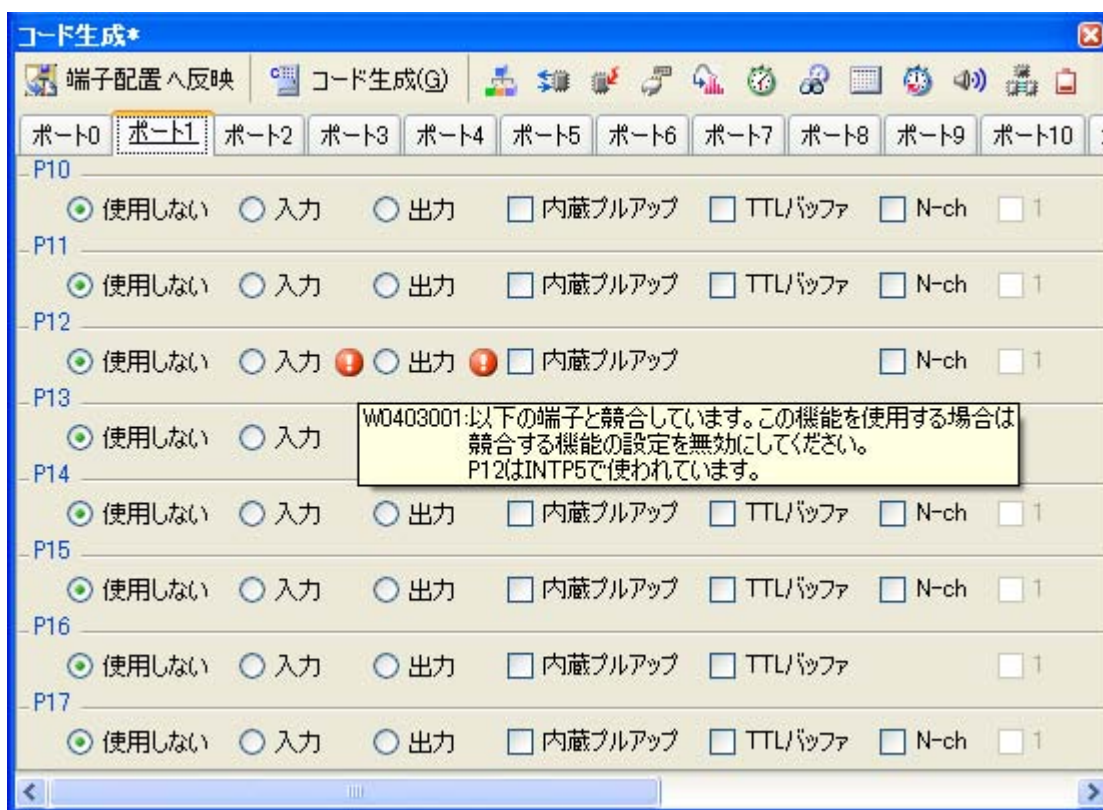 コード生成*
端子配置へ反映 コード生成(G)
ポート0 ポート1 ポート2 ポート3 ポート4 ポート5 ポート6 ポート7 ポート8 ポート9 ポート10
P10
使用しない 入力 出力 内蔵プルアップ TTLバッファ N-ch 1
P11
使用しない 入力 出力 内蔵プルアップ TTLバッファ N-ch 1
P12
使用しない 入力 出力 内蔵プルアップ N-ch 1
P13
W0403001:以下の端子と競合しています。この機能を使用する場合は
使用しない 入力 競合する機能の設定を無効にしてください。
P14
P12はINTP5で使われています。
使用しない 入力 出力 内蔵プルアップ TTLバッファ N-ch 1
P15
使用しない 入力 出力 内蔵プルアップ TTLバッファ N-ch 1
P16
使用しない 入力 出力 内蔵プルアップ TTLバッファ 1
P17
使用しない 入力 出力 内蔵プルアップ TTLバッファ N-ch 1